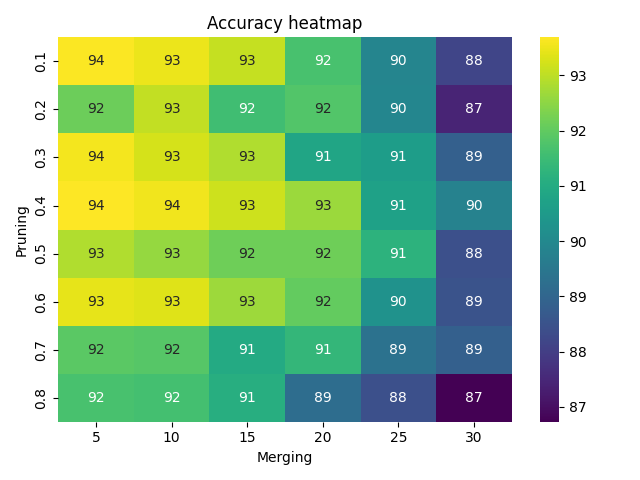 Accuracy heatmap
0.1 94 93 93 92 90 88
0.2 92 93 92 92 90 87
0.3 94 93 93 91 91 89
0.4 94 94 93 93 91 90
0.5 93 93 92 92 91 88
0.6 93 93 93 92 90 89
0.7 92 92 91 91 89 89
0.8 92 92 91 89 88 87
5 10 15 20 25 30
Merging
Pruning
93
92
91
90
89
88
87